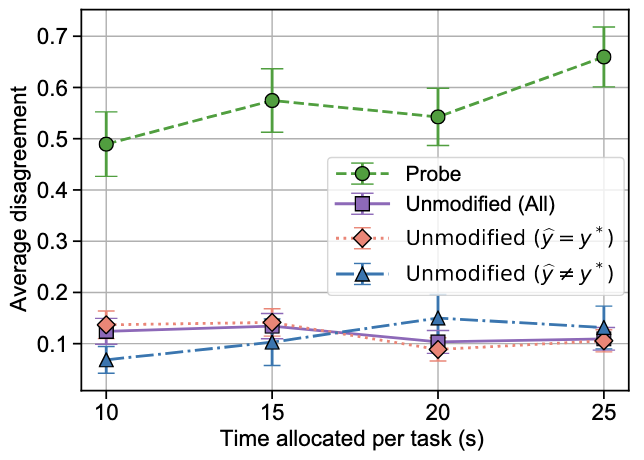 0.7
0.6
0.5
0.4
0.3
0.2
0.1
Average disagreement
Probe
Unmodified (All)
Unmodified (ŷ = y*)
Unmodified (ŷ ≠ y*)
10 15 20 25
Time allocated per task (s)